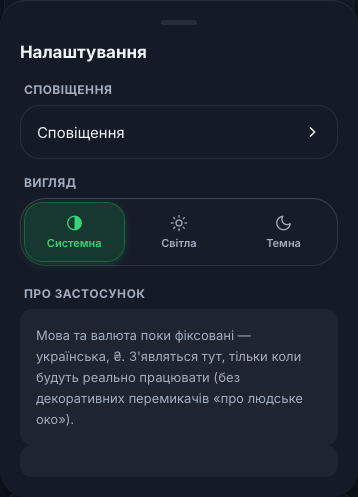 Налаштування
СПОВІЩЕННЯ
Сповіщення
ВИГЛЯД
Системна
Світла
Темна
ПРО ЗАСТОСУНОК
Мова та валюта поки фіксовані —
українська, ₴. З'являться тут, тільки коли
будуть реально працювати (без
декоративних перемикачів «про людське
око»).